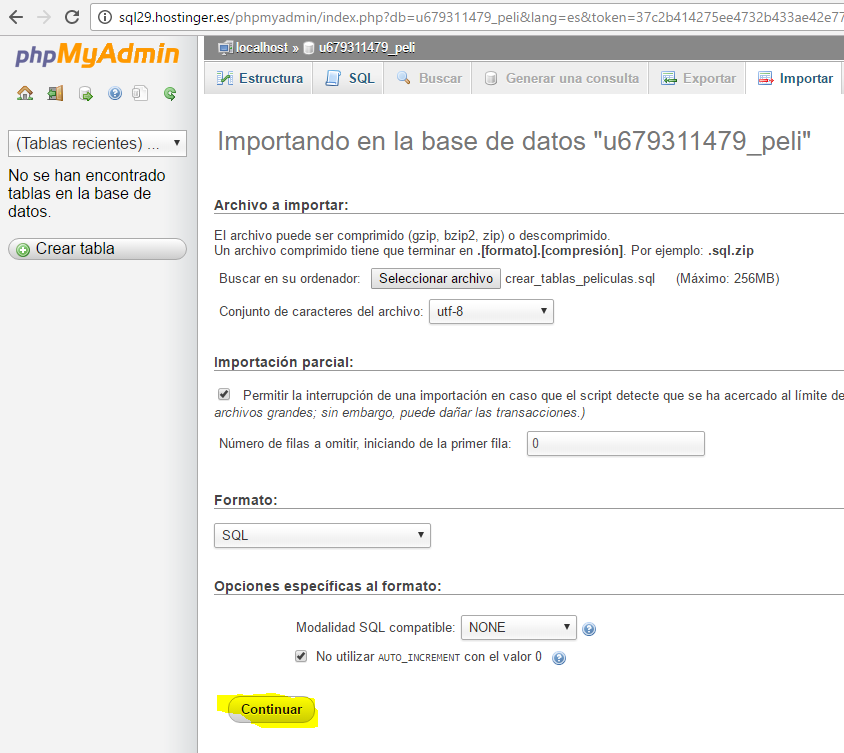 sql29.hostinger.es/phpmyadmin/index.php?db=u679311479_peli&lang=es&token=37c2b414275ee4732b433ae42e77
phpMyAdmin
localhost » u679311479_peli
Estructura SQL Buscar Generar una consulta Exportar Importar
(Tablas recientes) ...
No se han encontrado
tablas en la base de
datos.
Crear tabla
Importando en la base de datos "u679311479_peli"
Archivo a importar:
El archivo puede ser comprimido (gzip, bzip2, zip) o descomprimido.
Un archivo comprimido tiene que terminar en .[formato].[compresión]. Por ejemplo: .sql.zip
Buscar en su ordenador: Seleccionar archivo crear_tablas_peliculas.sql (Máximo: 256MB)
Conjunto de caracteres del archivo: utf-8
Importación parcial:
Permitir la interrupción de una importación en caso que el script detecte que se ha acercado al límite de
archivos grandes; sin embargo, puede dañar las transacciones.)
Número de filas a omitir, iniciando de la primer fila: 0
Formato:
SQL
Opciones específicas al formato:
Modalidad SQL compatible: NONE
No utilizar AUTO_INCREMENT con el valor 0
Continuar